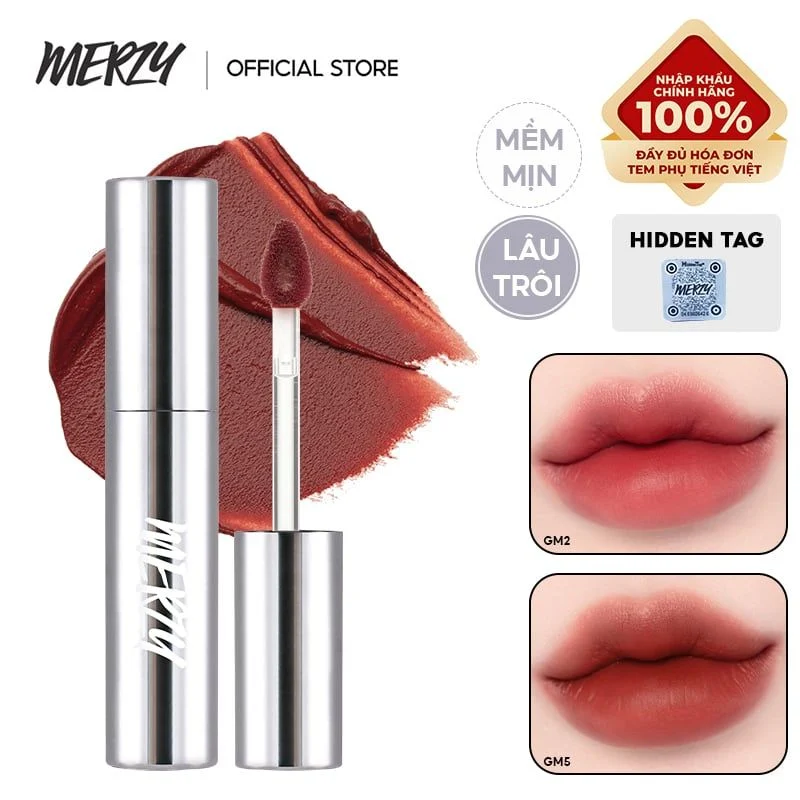 MERZY
OFFICIAL STORE
NHẬP KHẨU
CHÍNH HÃNG
100%
ĐẦY ĐỦ HÓA ĐƠN
TEM PHỤ TIẾNG VIỆT
MỀM
MỊN
LÂU
TRÔI
HIDDEN TAG
MERZY
MERZY
GM2
GM5